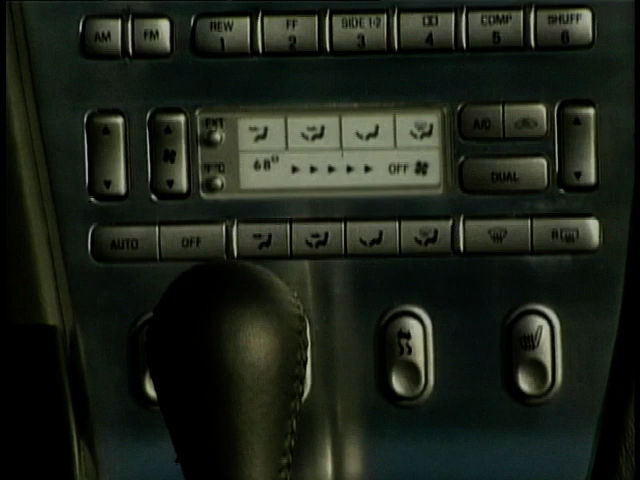 AM FM REW FF SIDE 1·2 COMP SHUFF
1 2 3 4 5 6
EXT
A/C
°F°C 68° OFF
DUAL
AUTO OFF R